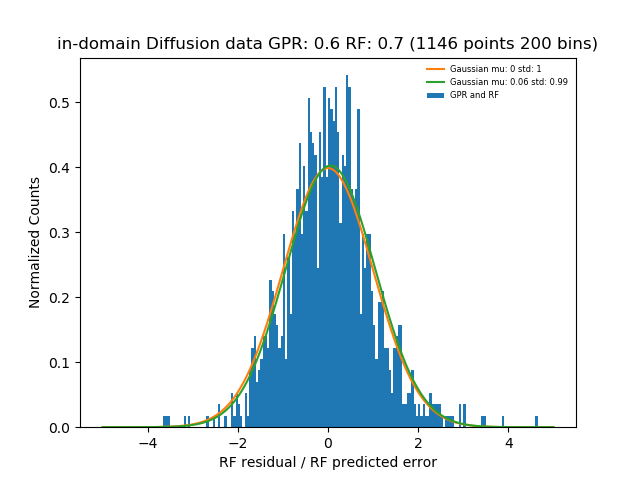 in-domain Diffusion data GPR: 0.6 RF: 0.7 (1146 points 200 bins)
Gaussian mu: 0 std: 1
Gaussian mu: 0.06 std: 0.99
GPR and RF
Normalized Counts
0.5
0.4
0.3
0.2
0.1
0.0
−4 −2 0 2 4
RF residual / RF predicted error